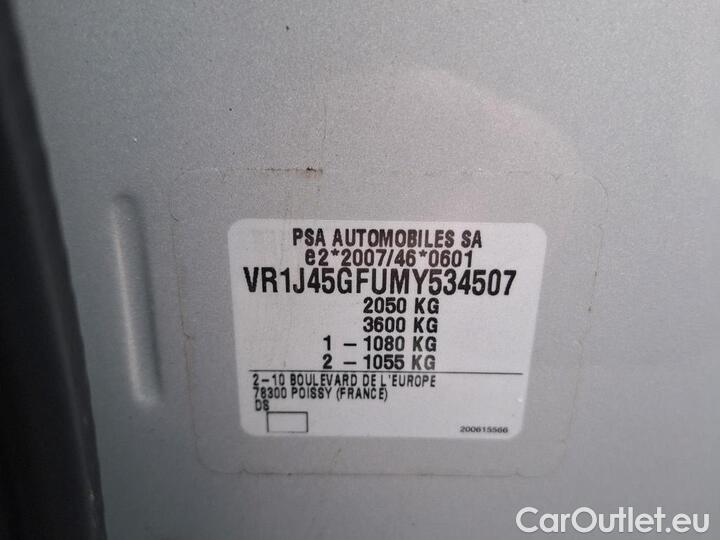 PSA AUTOMOBILES SA
e2*2007/46*0601
VR1J45GFUMY534507
2050 KG
3600 KG
1 - 1080 KG
2 - 1055 KG
2-10 BOULEVARD DE L'EUROPE
78300 POISSY (FRANCE)
DS
200615566
CarOutlet.eu